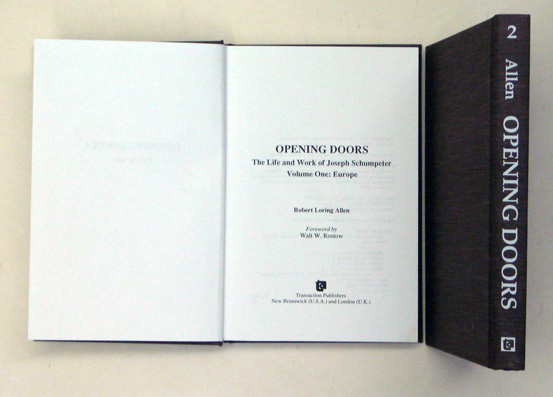 OPENING DOORS
The Life and Work of Joseph Schumpeter
Volume One: Europe
Robert Loring Allen
Foreword by
Walt W. Rostow
Transaction Publishers
New Brunswick (U.S.A.) and London (U.K.)
2
Allen
OPENING DOORS